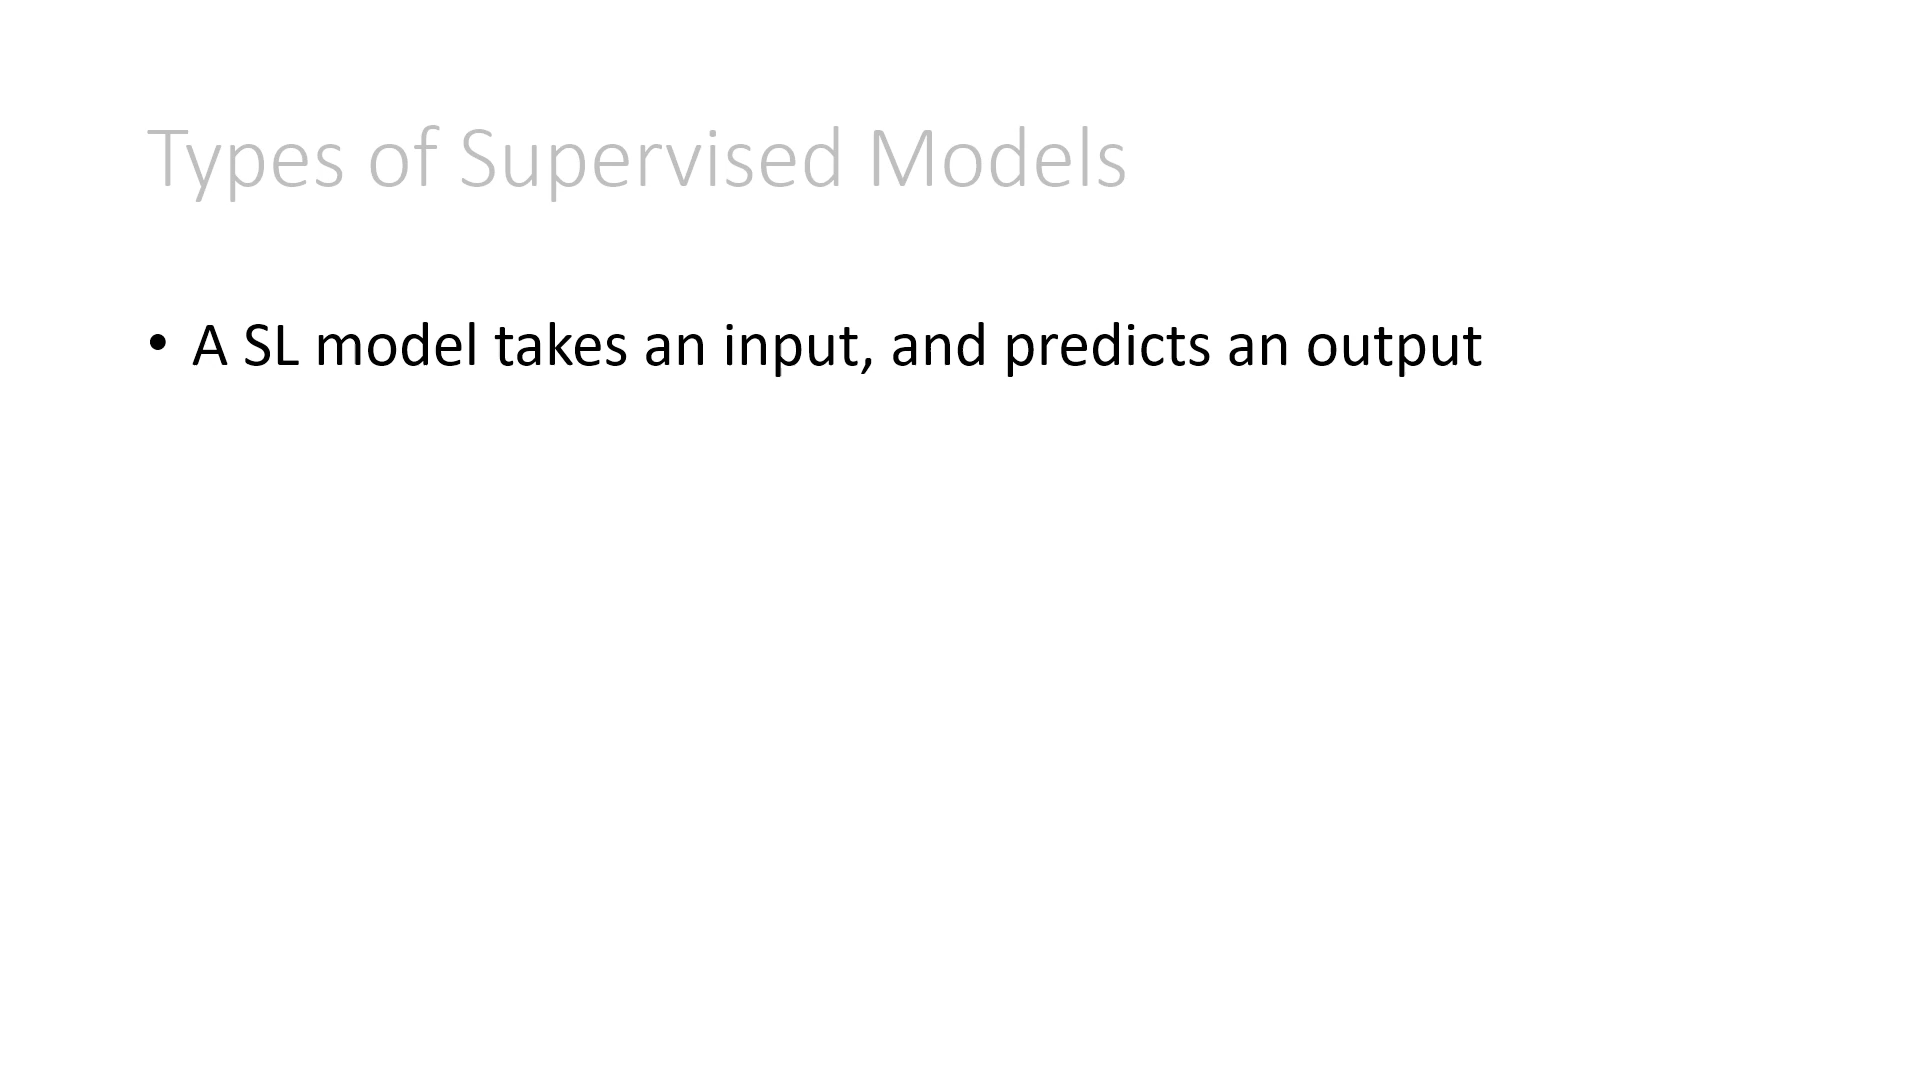 Types of Supervised Models
• A SL model takes an input, and predicts an output